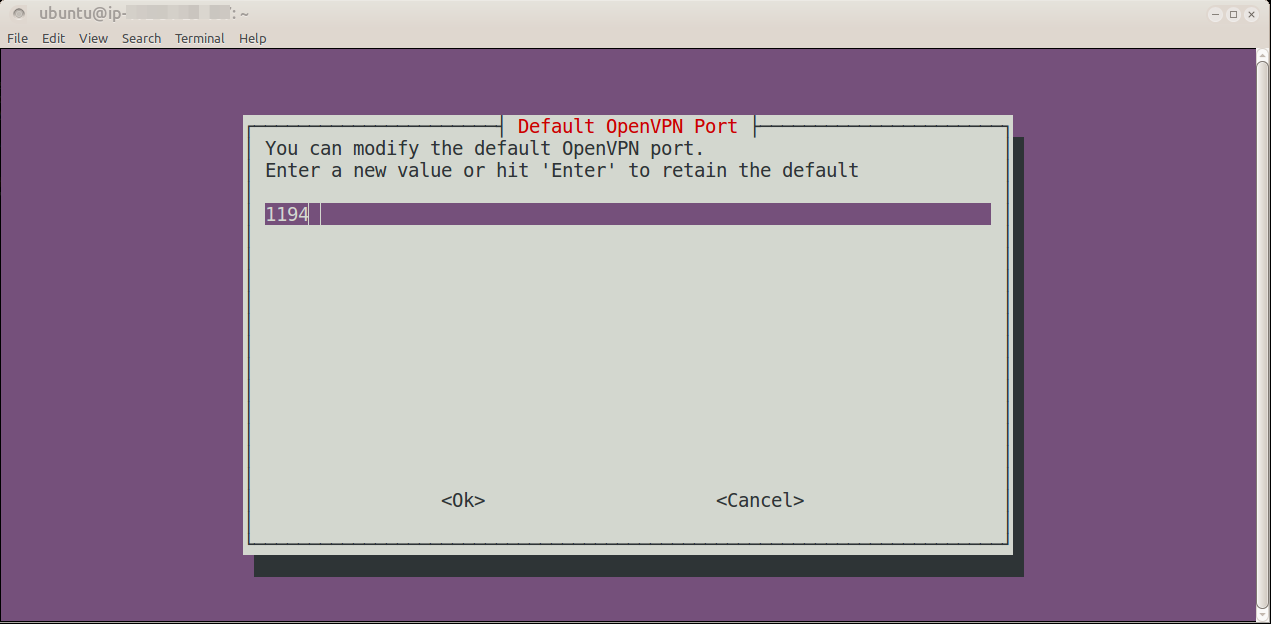 ubuntu@ip-
: ~
File Edit View Search Terminal Help
Default OpenVPN Port
You can modify the default OpenVPN port.
Enter a new value or hit 'Enter' to retain the default
1194
<Ok> <Cancel>